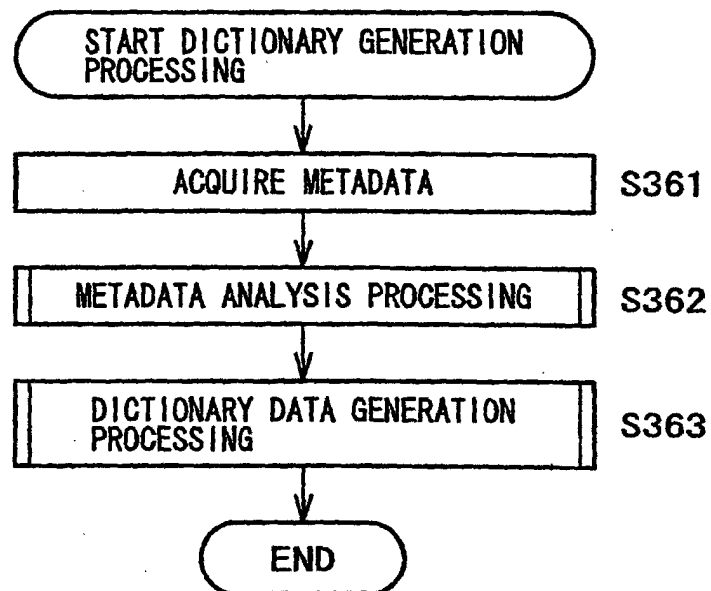 START DICTIONARY GENERATION
PROCESSING
ACQUIRE METADATA
S361
METADATA ANALYSIS PROCESSING
S362
DICTIONARY DATA GENERATION
PROCESSING
S363
END